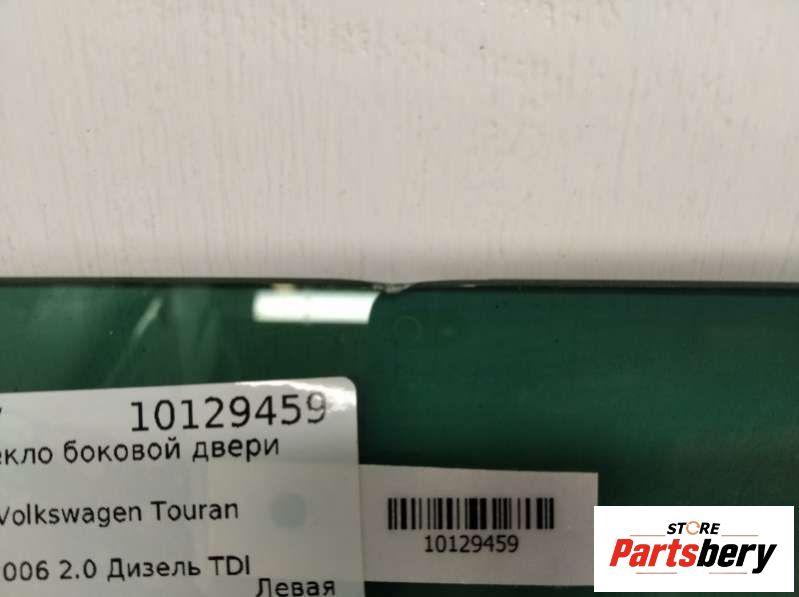 10129459
екло боковой двери
Volkswagen Touran
006 2.0 Дизель TDI
Левая
10129459
STORE
Partsbery